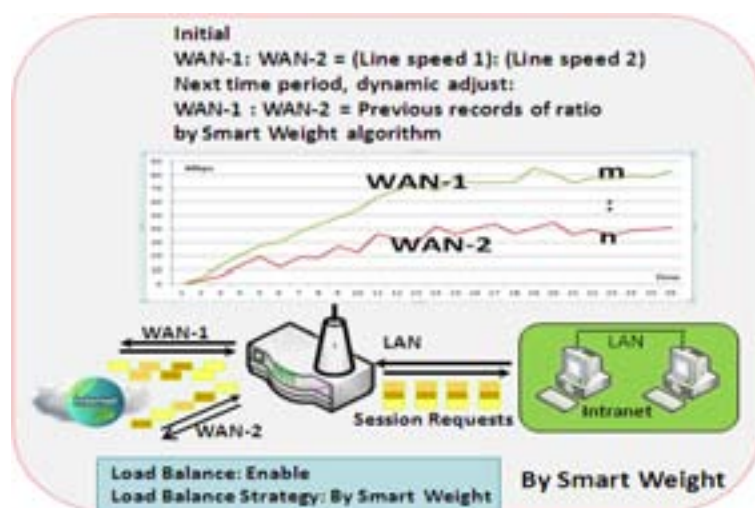 Initial
WAN-1: WAN-2 = (Line speed 1): (Line speed 2)
Next time period, dynamic adjust:
WAN-1 : WAN-2 = Previous records of ratio
by Smart Weight algorithm
WAN-1
m
:
WAN-2
n
WAN-1
LAN
LAN
Intranet
Session Requests
WAN-2
Load Balance: Enable
Load Balance Strategy: By Smart Weight
By Smart Weight